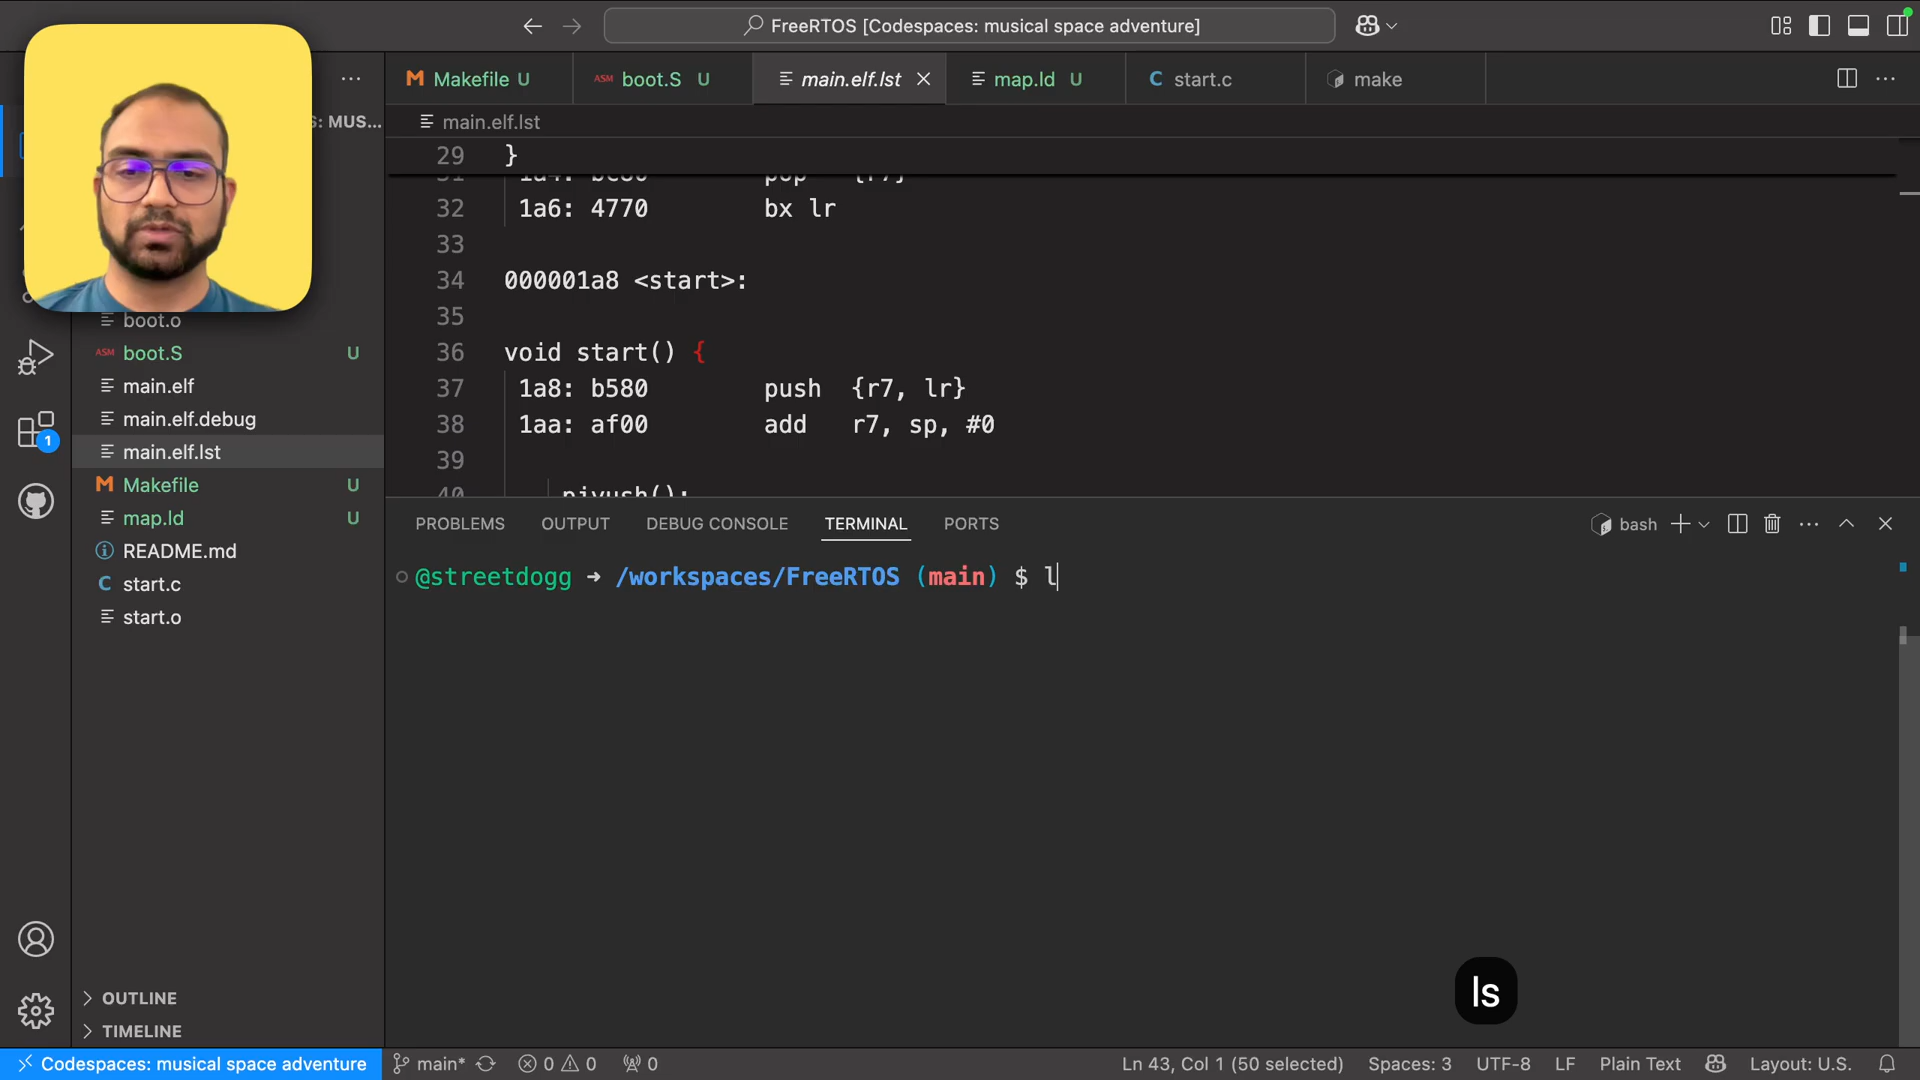 FreeRTOS [Codespaces: musical space adventure]
Makefile U
boot.S U
main.elf.lst
map.ld U
start.c
make
: MUS...
main.elf.lst
29 }
32 1a6: 4770 bx lr
33
34 000001a8 <start>:
35
36 void start() {
37 1a8: b580 push {r7, lr}
38 1aa: af00 add r7, sp, #0
39
40 piyush();
boot.o
boot.S U
main.elf
main.elf.debug
main.elf.lst
Makefile U
map.ld U
README.md
start.c
start.o
1
PROBLEMS OUTPUT DEBUG CONSOLE TERMINAL PORTS
bash
@streetdogg ➜ /workspaces/FreeRTOS (main) $ l
ls
OUTLINE
TIMELINE
Codespaces: musical space adventure main* 0 0 0 Ln 43, Col 1 (50 selected) Spaces: 3 UTF-8 LF Plain Text Layout: U.S.